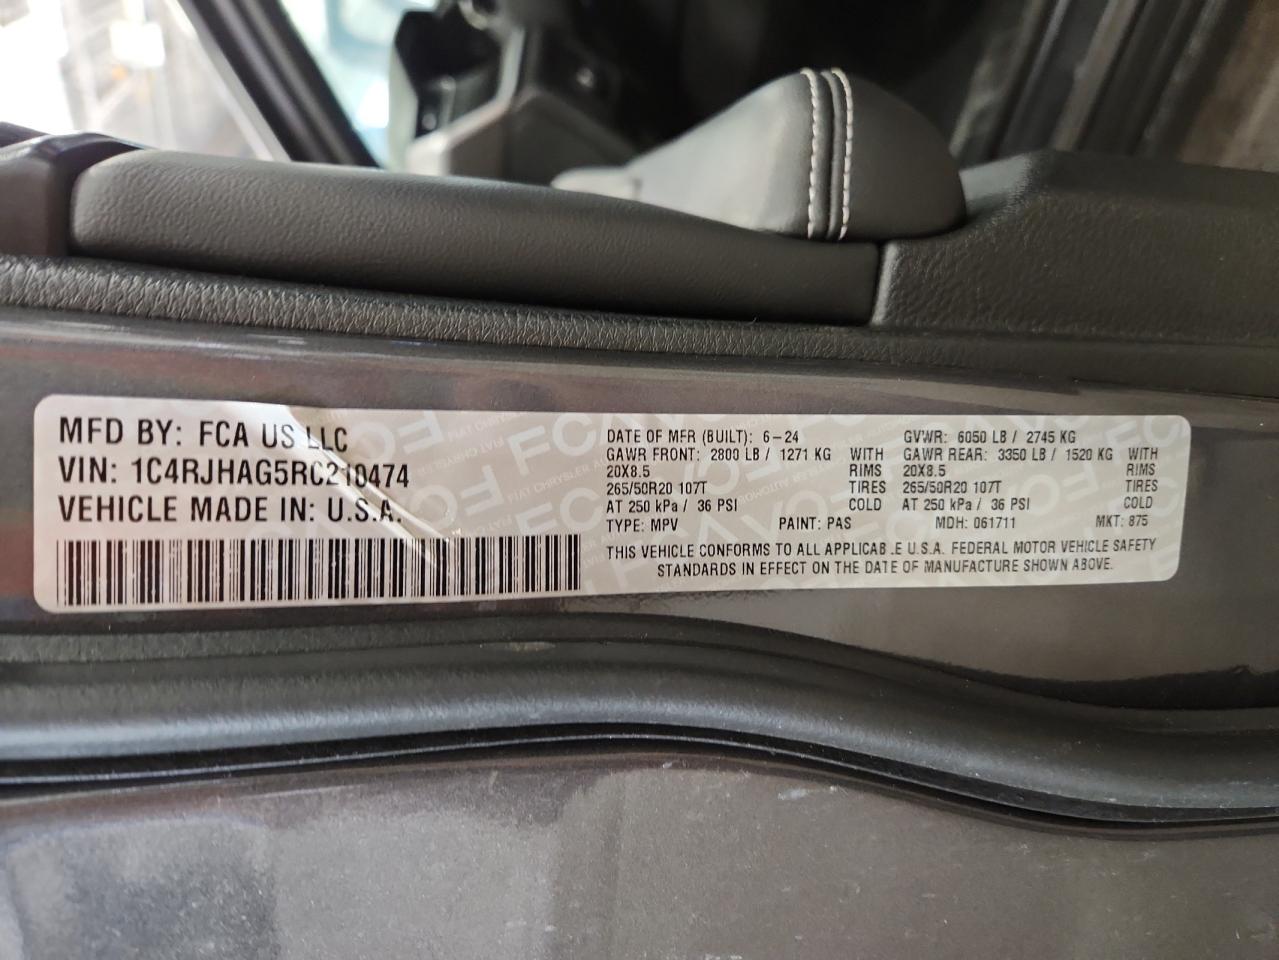 MFD BY: FCA US LLC
VIN: 1C4RJHAG5RC210474
VEHICLE MADE IN: U.S.A.
DATE OF MFR (BUILT): 6-24 GVWR: 6050 LB / 2745 KG
GAWR FRONT: 2800 LB / 1271 KG WITH GAWR REAR: 3350 LB / 1520 KG WITH
20X8.5 RIMS 20X8.5 RIMS
265/50R20 107T TIRES 265/50R20 107T TIRES
AT 250 kPa / 36 PSI COLD AT 250 kPa / 36 PSI COLD
TYPE: MPV PAINT: PAS MDH: 061711 MKT: 875
THIS VEHICLE CONFORMS TO ALL APPLICABLE U.S.A. FEDERAL MOTOR VEHICLE SAFETY
STANDARDS IN EFFECT ON THE DATE OF MANUFACTURE SHOWN ABOVE.